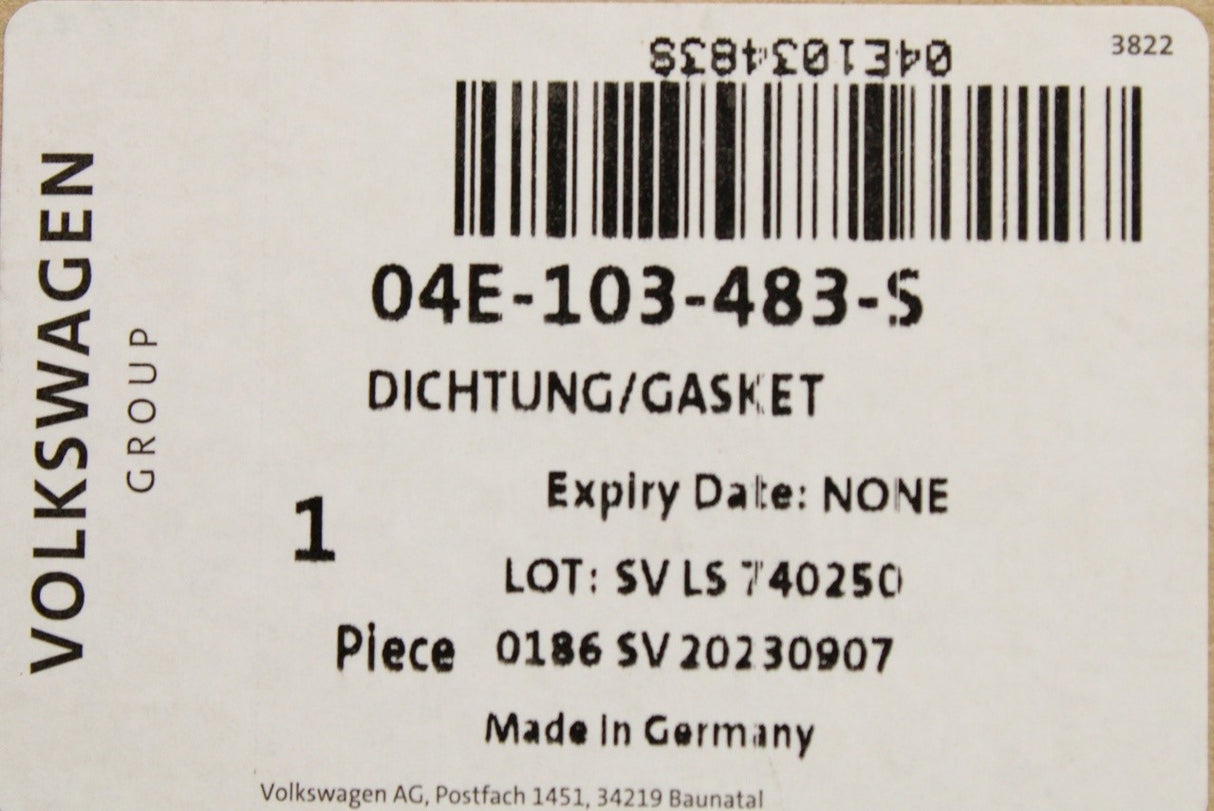 3822
04E103483S
04E-103-483-S
DICHTUNG/GASKET
Expiry Date: NONE
1
LOT: SV LS 740250
Piece 0186 SV 20230907
Made In Germany
Volkswagen AG, Postfach 1451, 34219 Baunatal
VOLKSWAGEN
GROUP